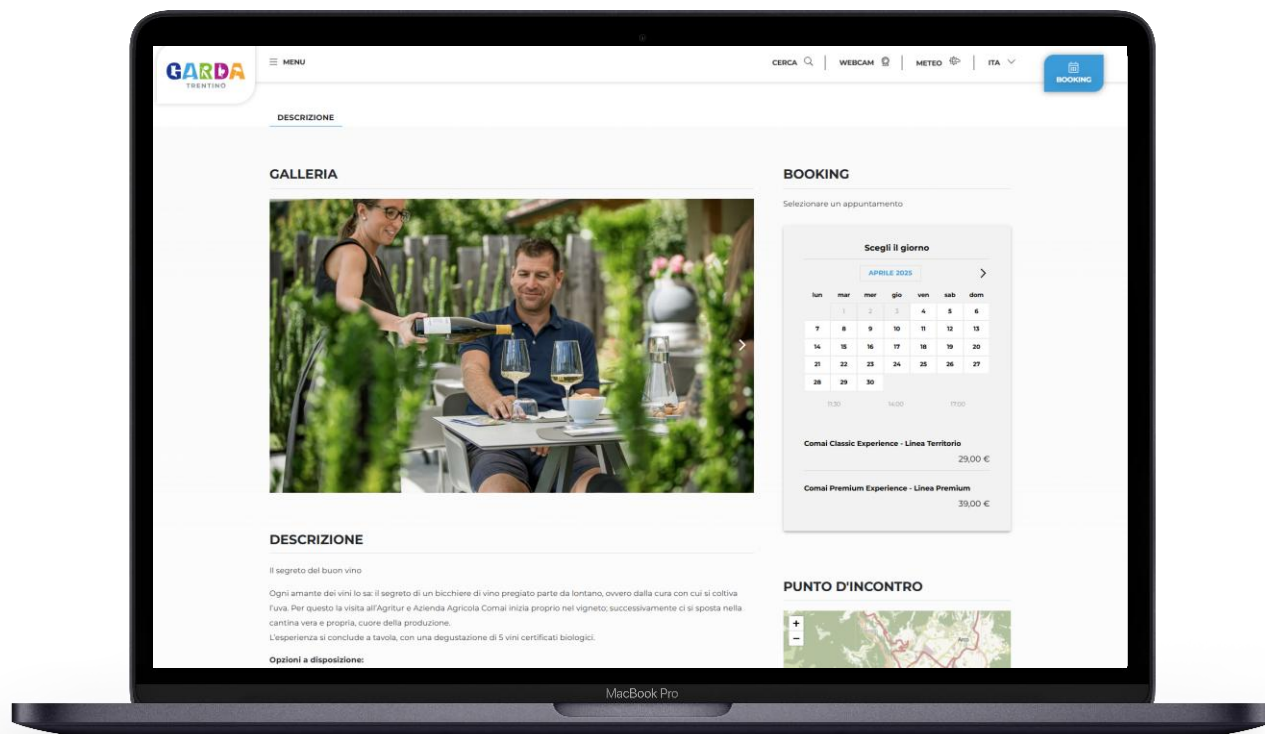 GARDA
TRENTINO
MENU
CERCA
WEBCAM
METEO
ITA
BOOKING
DESCRIZIONE
GALLERIA
BOOKING
Selezionare un appuntamento
Scegli il giorno
APRILE 2025
lun mar mer gio ven sab dom
1 2 3 4 5 6
7 8 9 10 11 12 13
14 15 16 17 18 19 20
21 22 23 24 25 26 27
28 29 30
11:30 14:00 17:00
Comai Classic Experience - Linea Territorio
29,00 €
Comai Premium Experience - Linea Premium
39,00 €
DESCRIZIONE
Il segreto del buon vino
Ogni amante dei vini lo sa: il segreto di un bicchiere di vino pregiato parte da lontano, ovvero dalla cura con cui si coltiva
l'uva. Per questo la visita all'Agritur e Azienda Agricola Comai inizia proprio nel vigneto; successivamente ci si sposta nella
cantina vera e propria, cuore della produzione.
L'esperienza si conclude a tavola, con una degustazione di 5 vini certificati biologici.
Opzioni a disposizione:
PUNTO D'INCONTRO
+
−
Arco
MacBook Pro